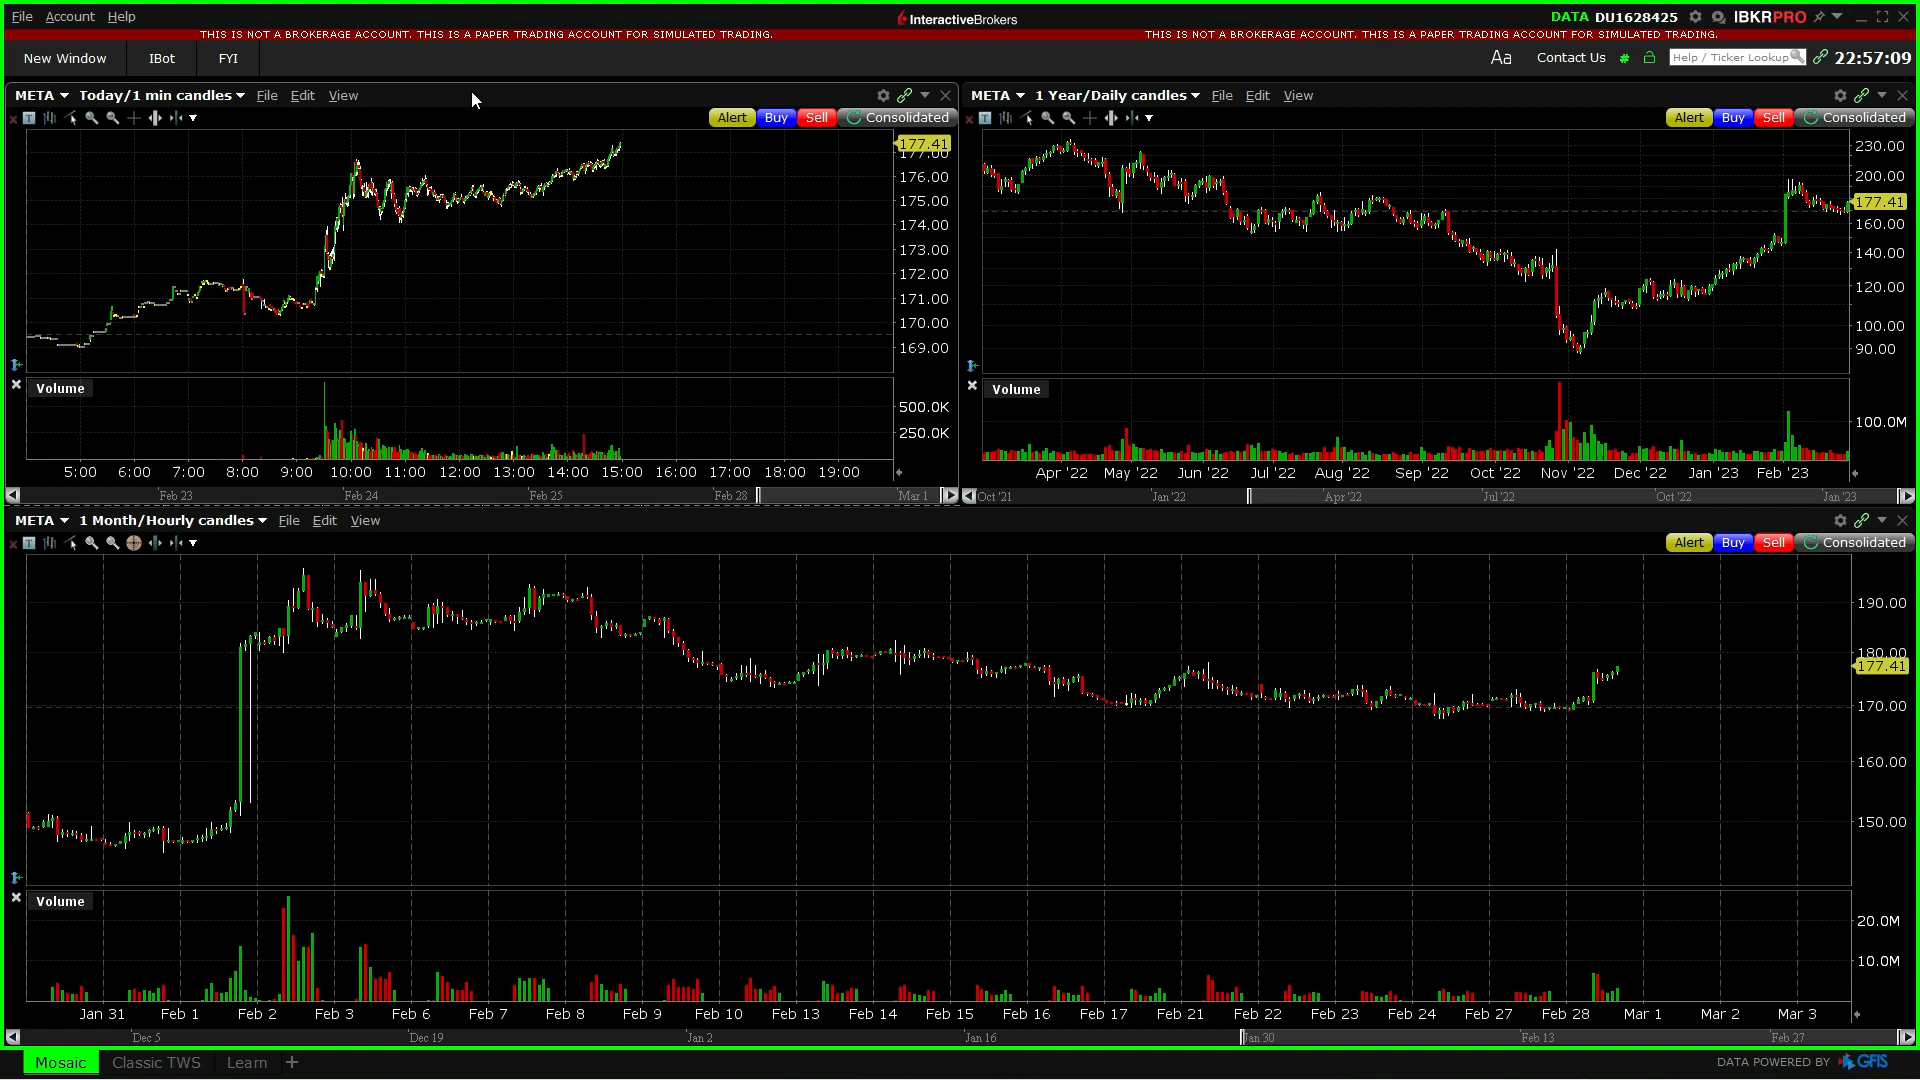 File Account Help
InteractiveBrokers
DATA DU1628425 IBKRPRO
THIS IS NOT A BROKERAGE ACCOUNT. THIS IS A PAPER TRADING ACCOUNT FOR SIMULATED TRADING.
THIS IS NOT A BROKERAGE ACCOUNT. THIS IS A PAPER TRADING ACCOUNT FOR SIMULATED TRADING.
New Window IBot FYI
Aa Contact Us # Help / Ticker Lookup 22:57:09
META Today/1 min candles File Edit View
Alert Buy Sell Consolidated
177.41
177.00
176.00
175.00
174.00
173.00
172.00
171.00
170.00
169.00
Volume
500.0K
250.0K
5:00 6:00 7:00 8:00 9:00 10:00 11:00 12:00 13:00 14:00 15:00 16:00 17:00 18:00 19:00
Feb 23 Feb 24 Feb 25 Feb 28 Mar 1
META 1 Year/Daily candles File Edit View
Alert Buy Sell Consolidated
230.00
200.00
177.41
160.00
140.00
120.00
100.00
90.00
Volume
100.0M
Apr '22 May '22 Jun '22 Jul '22 Aug '22 Sep '22 Oct '22 Nov '22 Dec '22 Jan '23 Feb '23
Oct '21 Jan '22 Apr '22 Jul '22 Oct '22 Jan '23
META 1 Month/Hourly candles File Edit View
Alert Buy Sell Consolidated
190.00
180.00
177.41
170.00
160.00
150.00
Volume
20.0M
10.0M
Jan 31 Feb 1 Feb 2 Feb 3 Feb 6 Feb 7 Feb 8 Feb 9 Feb 10 Feb 13 Feb 14 Feb 15 Feb 16 Feb 17 Feb 21 Feb 22 Feb 23 Feb 24 Feb 27 Feb 28 Mar 1 Mar 2 Mar 3
Dec 5 Dec 19 Jan 2 Jan 16 Jan 30 Feb 13 Feb 27
Mosaic Classic TWS Learn +
DATA POWERED BY GFIS